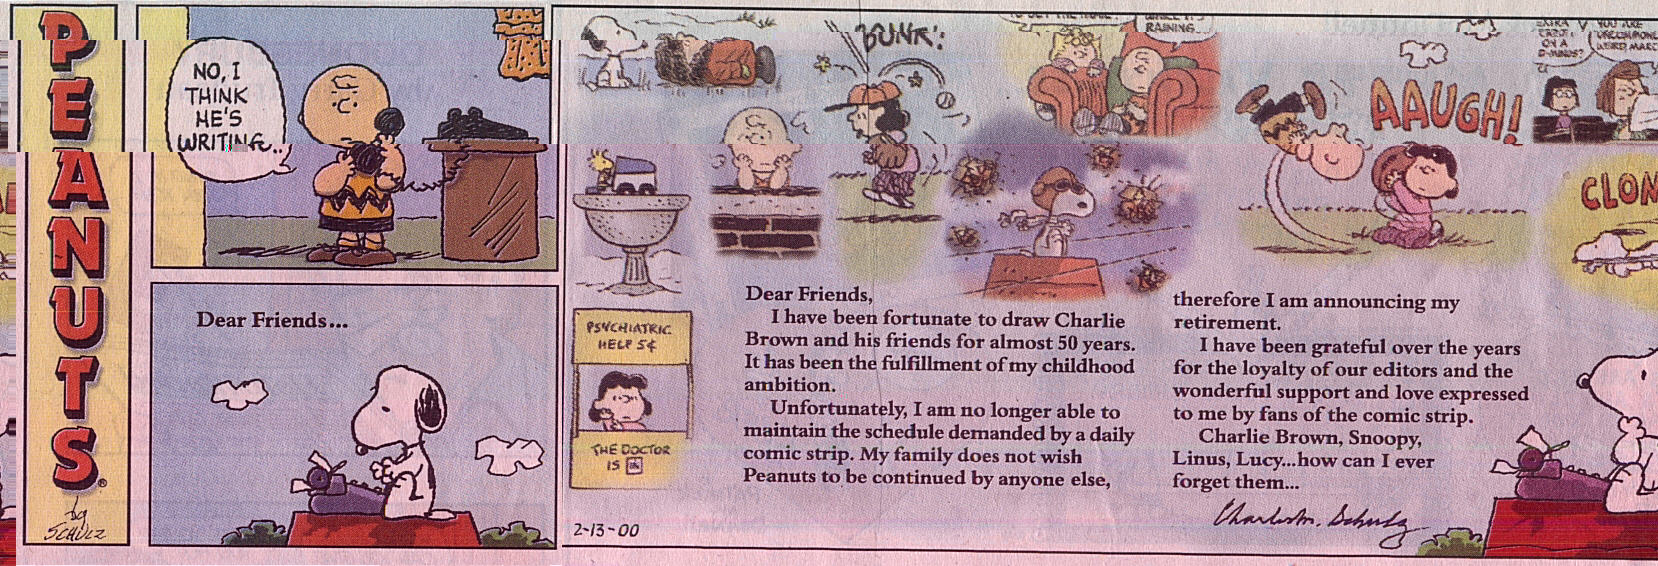 PEANUTS®
by
SCHULZ
NO, I
THINK
HE'S
WRITING..
Dear Friends...
BONK!
RAINING..
AAUGH!
EXTRA
ON A
D-MINUS?
YOU ARE
CLON
PSYCHIATRIC
HELP 5¢
THE DOCTOR
IS IN
Dear Friends,
I have been fortunate to draw Charlie
Brown and his friends for almost 50 years.
It has been the fulfillment of my childhood
ambition.
Unfortunately, I am no longer able to
maintain the schedule demanded by a daily
comic strip. My family does not wish
Peanuts to be continued by anyone else,
therefore I am announcing my
retirement.
I have been grateful over the years
for the loyalty of our editors and the
wonderful support and love expressed
to me by fans of the comic strip.
Charlie Brown, Snoopy,
Linus, Lucy...how can I ever
forget them...
Charles M. Schulz
2-13-00